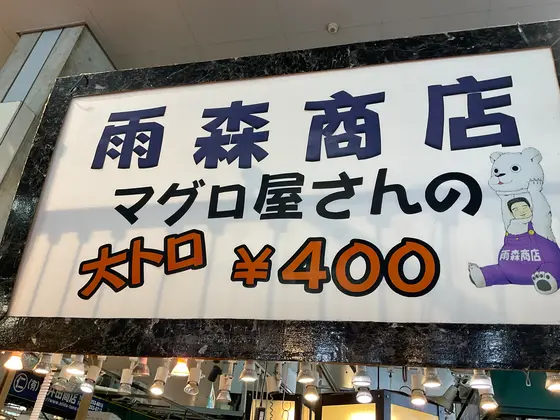 雨森商店
マグロ屋さんの
大トロ ¥400
雨森商店